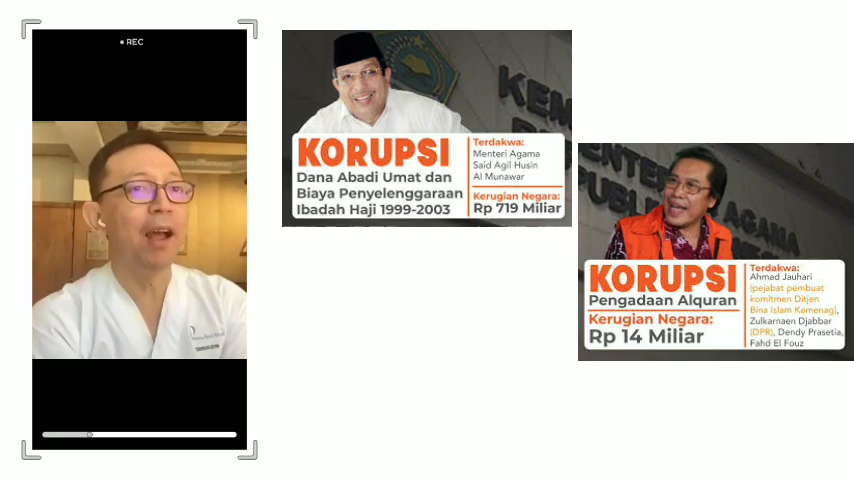 REC
KORUPSI
Dana Abadi Umat dan
Biaya Penyelenggaraan
Ibadah Haji 1999-2003
Terdakwa:
Menteri Agama
Said Agil Husin
Al Munawar
Kerugian Negara:
Rp 719 Miliar
KORUPSI
Pengadaan Alquran
Kerugian Negara:
Rp 14 Miliar
Terdakwa:
Ahmad Jauhari
(pejabat pembuat
komitmen Ditjen
Bina Islam Kemenag),
Zulkarnaen Djabbar
(DPR), Dendy Prasetia,
Fahd El Fouz
AGAMA